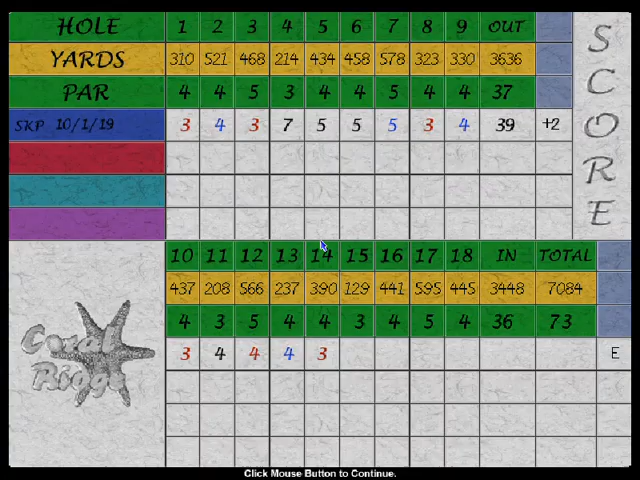 HOLE 1 2 3 4 5 6 7 8 9 OUT
YARDS 310 521 468 214 434 458 578 323 330 3636
PAR 4 4 5 3 4 4 5 4 4 37
SKP 10/1/19 3 4 3 7 5 5 5 3 4 39 +2
SCORE
10 11 12 13 14 15 16 17 18 IN TOTAL
437 208 566 237 390 129 441 595 445 3448 7084
4 3 5 4 4 3 4 5 4 36 73
3 4 4 4 3 E
Coral
Ridge
Click Mouse Button to Continue.